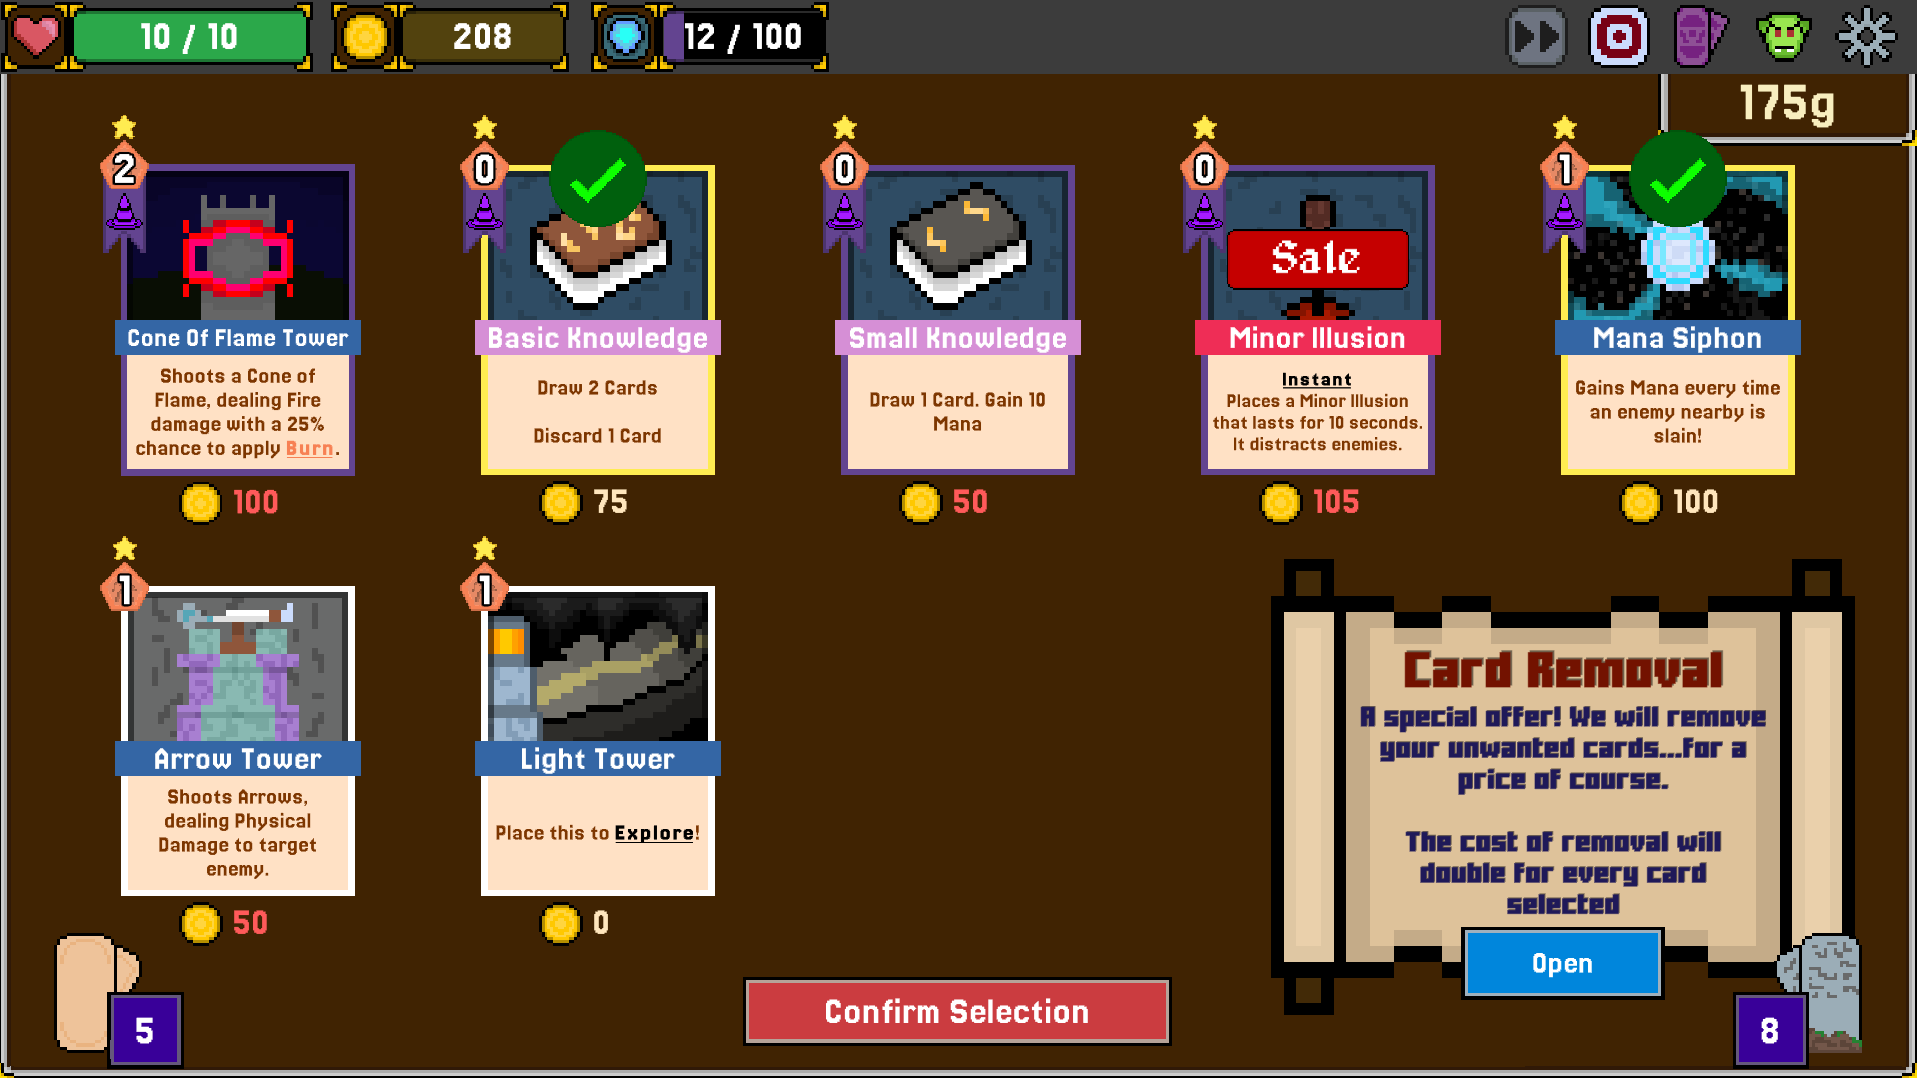 10 / 10
208
12 / 100
175g
2
0
0
0
1
Sale
Cone Of Flame Tower
Basic Knowledge
Small Knowledge
Minor Illusion
Mana Siphon
Shoots a Cone of
Flame, dealing Fire
damage with a 25%
chance to apply Burn.
Draw 2 Cards
Discard 1 Card
Draw 1 Card. Gain 10
Mana
Instant
Places a Minor Illusion
that lasts for 10 seconds.
It distracts enemies.
Gains Mana every time
an enemy nearby is
slain!
100
75
50
105
100
1
1
Arrow Tower
Light Tower
Shoots Arrows,
dealing Physical
Damage to target
enemy.
Place this to Explore!
50
0
Card Removal
A special offer! We will remove
your unwanted cards...for a
price of course.
The cost of removal will
double for every card
selected
Open
5
Confirm Selection
8